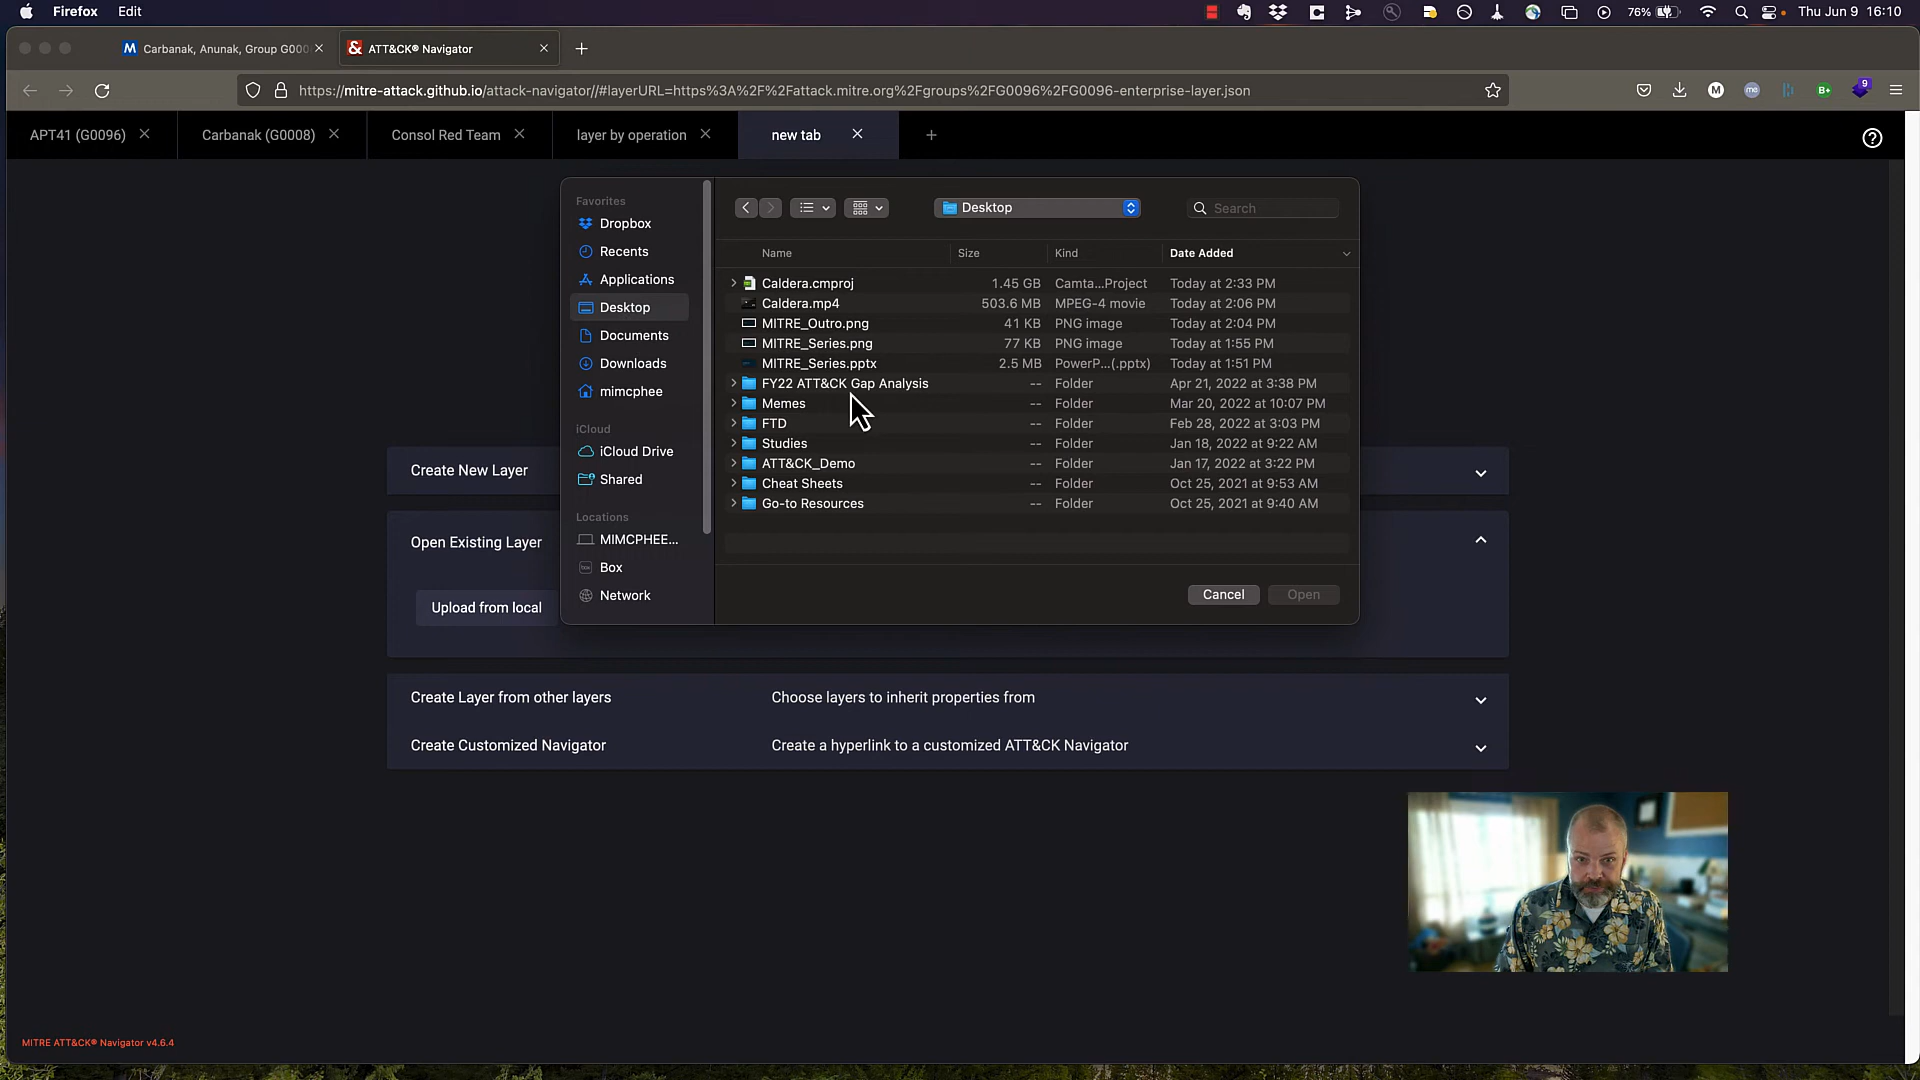 Firefox Edit 76% Thu Jun 9 16:10
Carbanak, Anunak, Group G000 ATT&CK® Navigator
https://mitre-attack.github.io/attack-navigator//#layerURL=https%3A%2F%2Fattack.mitre.org%2Fgroups%2FG0096%2FG0096-enterprise-layer.json
APT41 (G0096) Carbanak (G0008) Consol Red Team layer by operation new tab
Favorites
Dropbox
Recents
Applications
Desktop
Documents
Downloads
mimcphee
iCloud
iCloud Drive
Shared
Locations
MIMCPHEE...
Box
Network
Desktop Search
Name Size Kind Date Added
Caldera.cmproj 1.45 GB Camta...Project Today at 2:33 PM
Caldera.mp4 503.6 MB MPEG-4 movie Today at 2:06 PM
MITRE_Outro.png 41 KB PNG image Today at 2:04 PM
MITRE_Series.png 77 KB PNG image Today at 1:55 PM
MITRE_Series.pptx 2.5 MB PowerP...(.pptx) Today at 1:51 PM
FY22 ATT&CK Gap Analysis -- Folder Apr 21, 2022 at 3:38 PM
Memes -- Folder Mar 20, 2022 at 10:07 PM
FTD -- Folder Feb 28, 2022 at 3:03 PM
Studies -- Folder Jan 18, 2022 at 9:22 AM
ATT&CK_Demo -- Folder Jan 17, 2022 at 3:22 PM
Cheat Sheets -- Folder Oct 25, 2021 at 9:53 AM
Go-to Resources -- Folder Oct 25, 2021 at 9:40 AM
Cancel Open
Create New Layer
Open Existing Layer
Upload from local
Create Layer from other layers Choose layers to inherit properties from
Create Customized Navigator Create a hyperlink to a customized ATT&CK Navigator
MITRE ATT&CK® Navigator v4.6.4